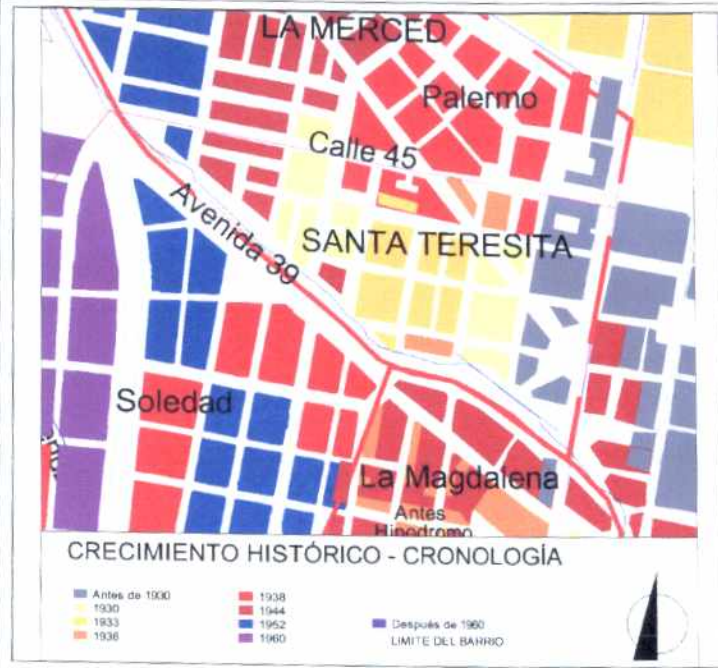 LA MERCED
Palermo
Calle 45
Avenida 39
SANTA TERESITA
Soledad
La Magdalena
Antes
Hipodromo
CRECIMIENTO HISTÓRICO - CRONOLOGÍA
Antes de 1930
1930
1933
1936
1938
1944
1952
1960
Después de 1960
LIMITE DEL BARRIO